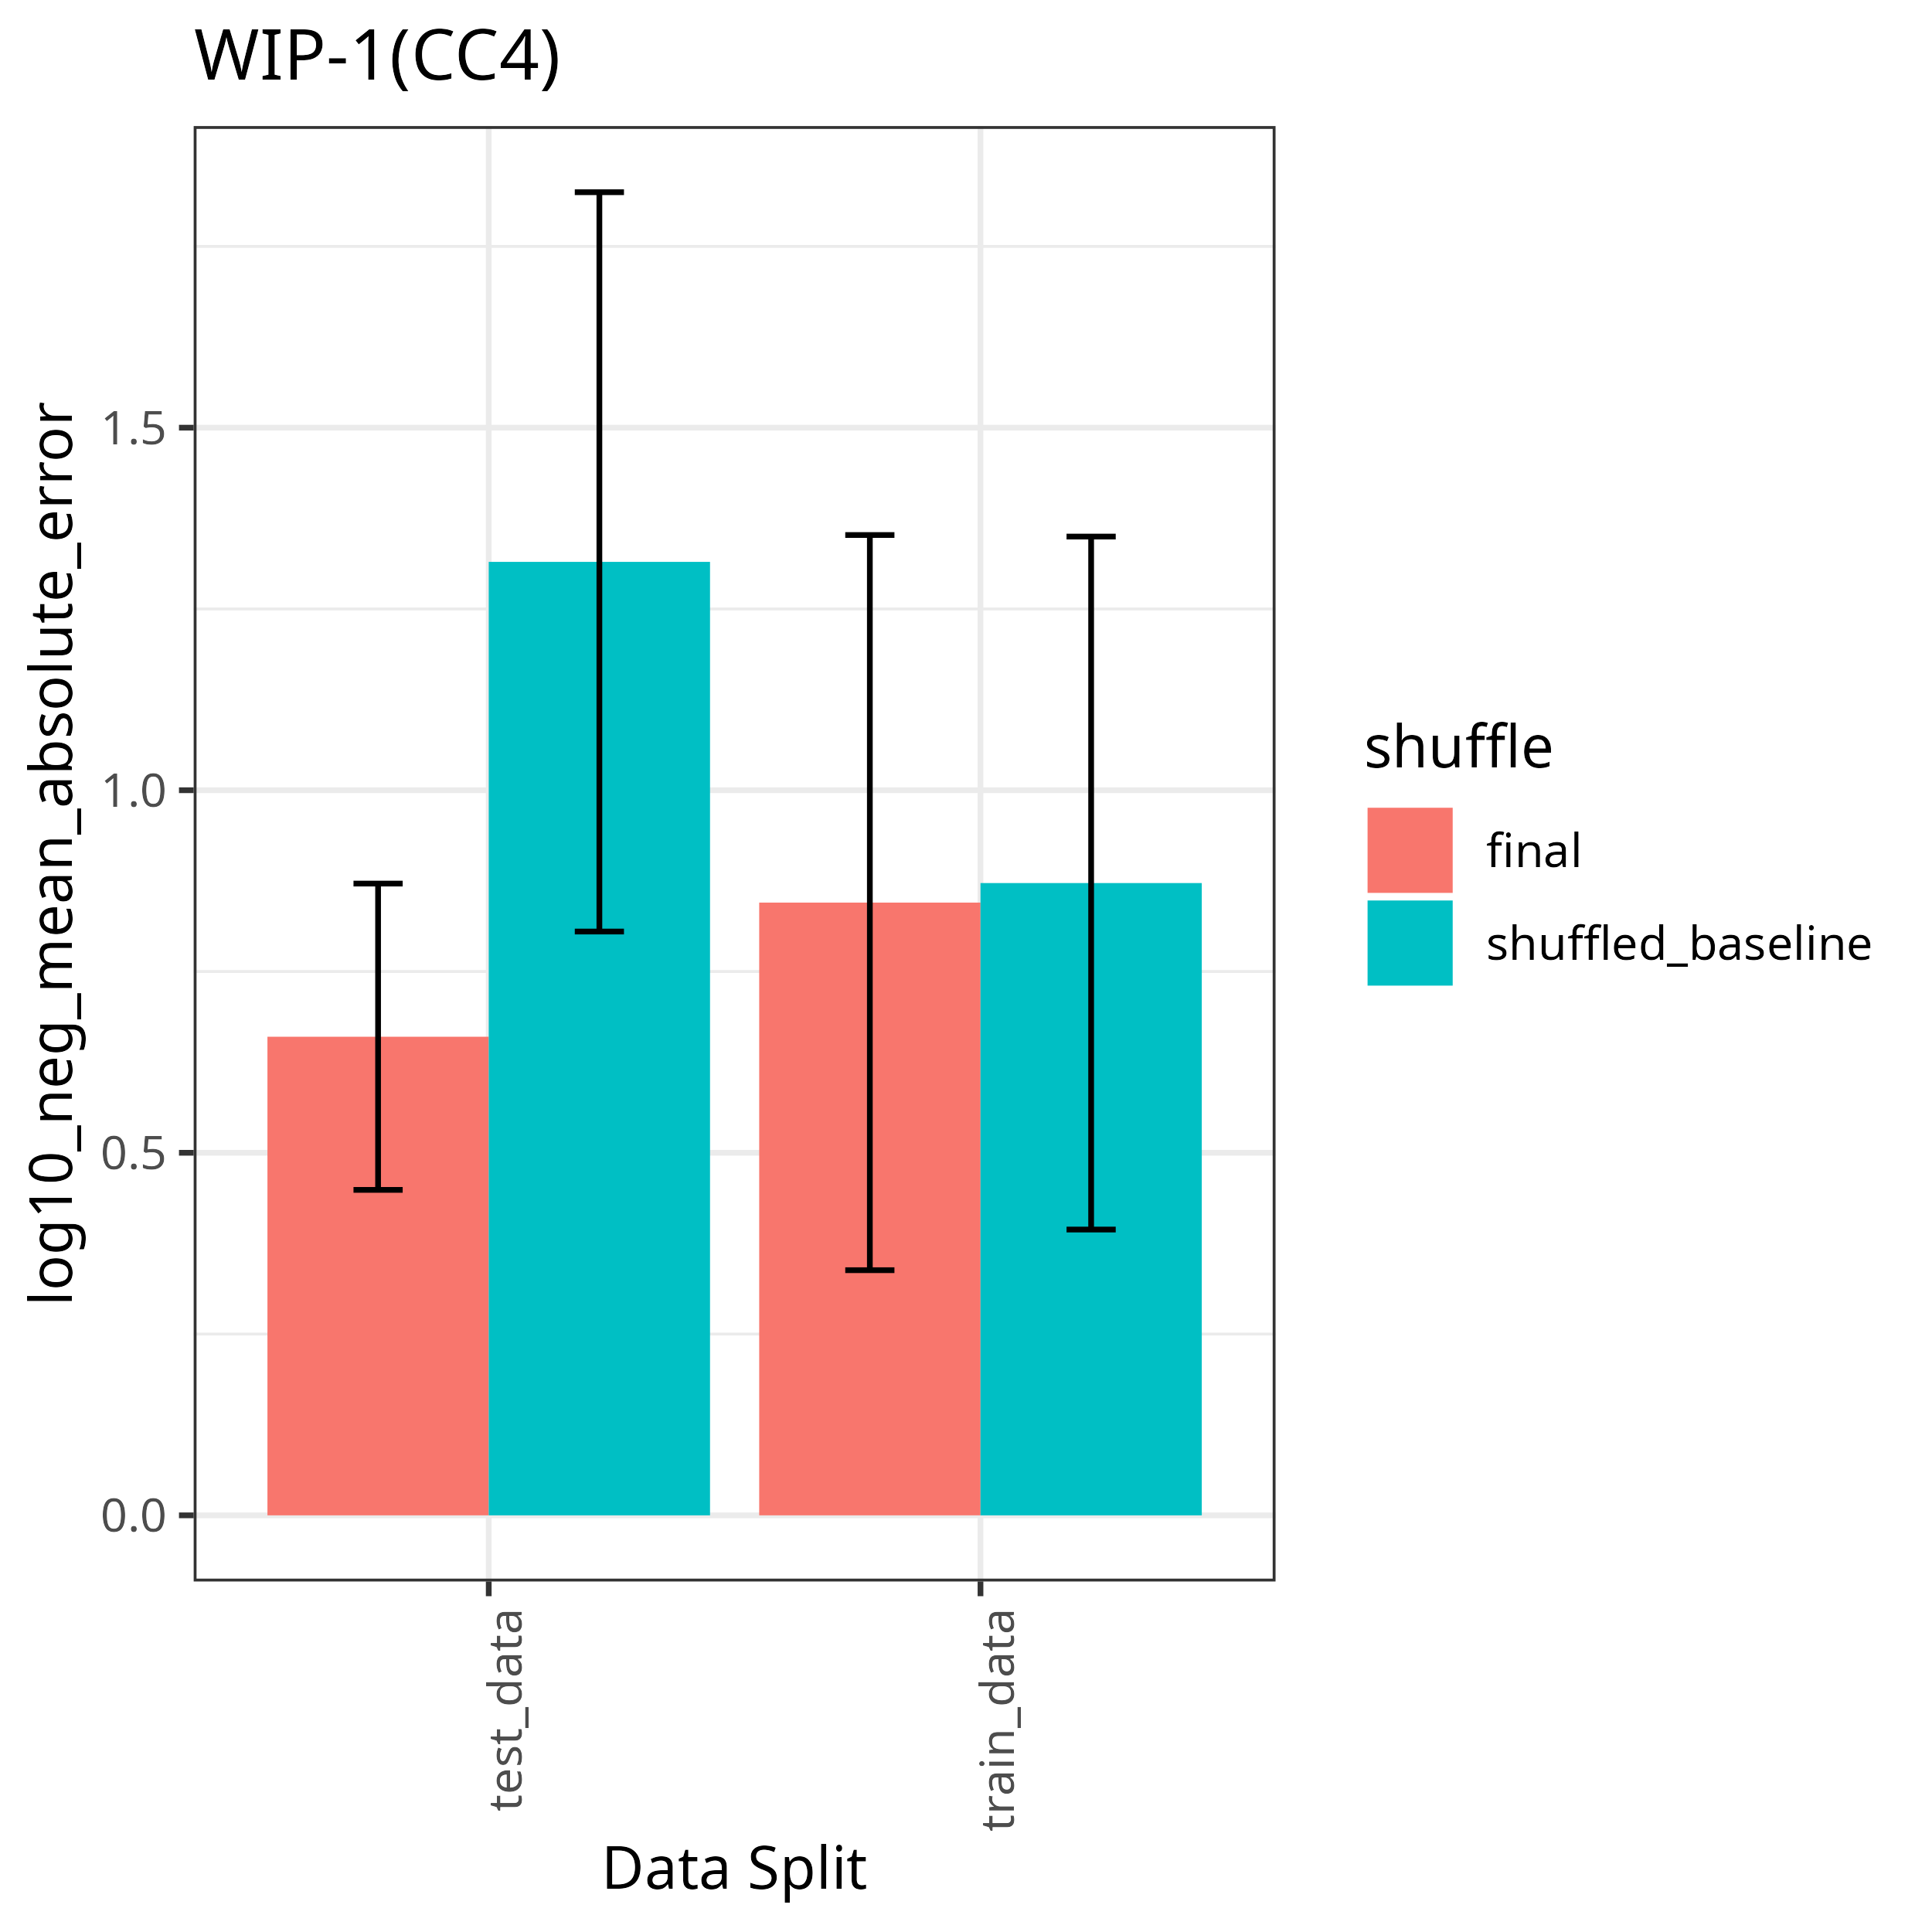 WIP-1(CC4)
log10_neg_mean_absolute_error
1.5
1.0
0.5
0.0
test_data
train_data
Data Split
shuffle
final
shuffled_baseline